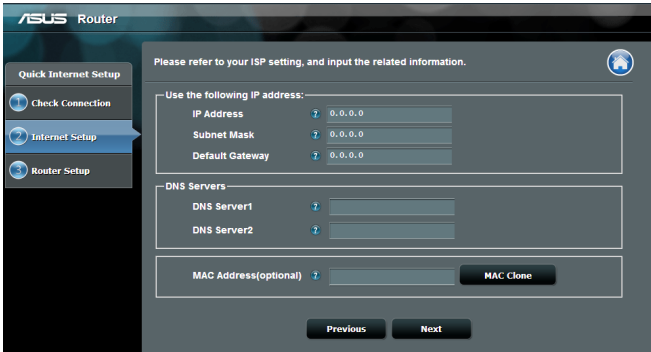 ASUS Router
Quick Internet Setup
1 Check Connection
2 Internet Setup
3 Router Setup
Please refer to your ISP setting, and input the related information.
Use the following IP address:
IP Address ? 0.0.0.0
Subnet Mask ? 0.0.0.0
Default Gateway ? 0.0.0.0
DNS Servers
DNS Server1 ?
DNS Server2 ?
MAC Address(optional) ? MAC Clone
Previous Next